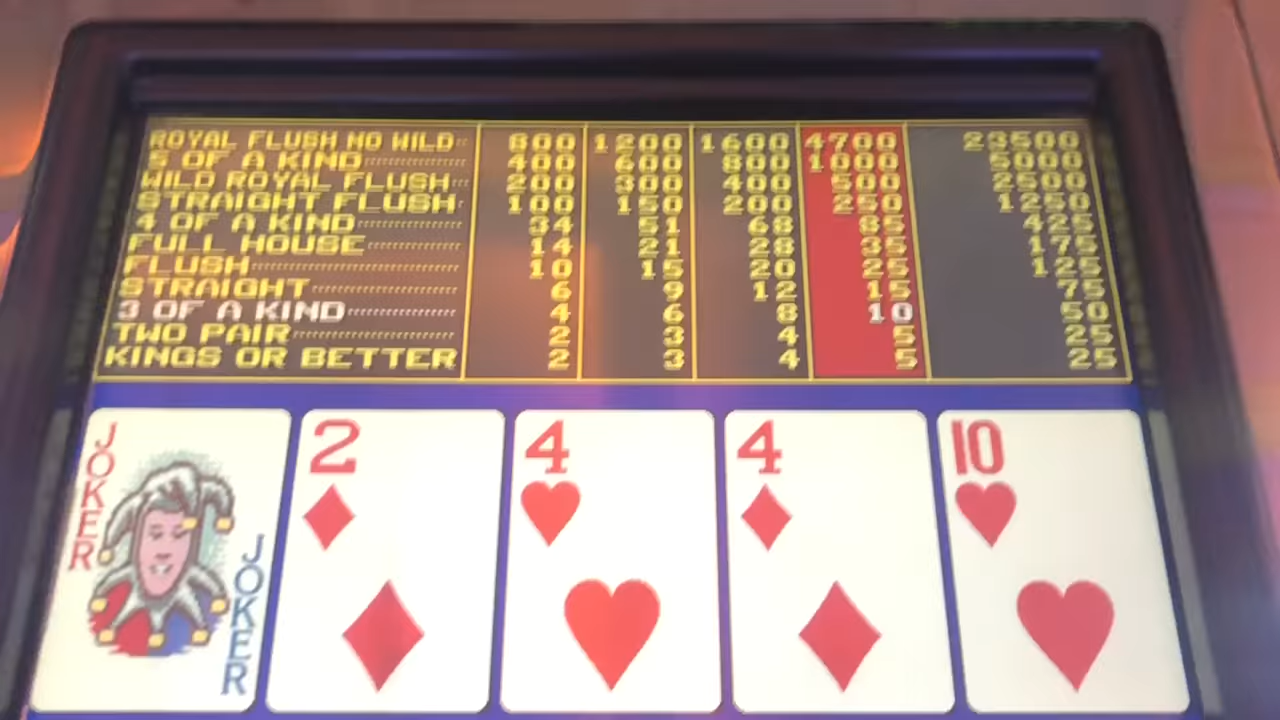 ROYAL FLUSH NO WILD 800 1200 1600 4700 23500
5 OF A KIND 400 600 800 1000 5000
WILD ROYAL FLUSH 200 300 400 500 2500
STRAIGHT FLUSH 100 150 200 250 1250
4 OF A KIND 34 51 68 85 425
FULL HOUSE 14 21 28 35 175
FLUSH 10 15 20 25 125
STRAIGHT 6 9 12 15 75
3 OF A KIND 4 6 8 10 50
TWO PAIR 2 3 4 5 25
KINGS OR BETTER 2 3 4 5 25
JOKER 2 4 4 10
JOKER